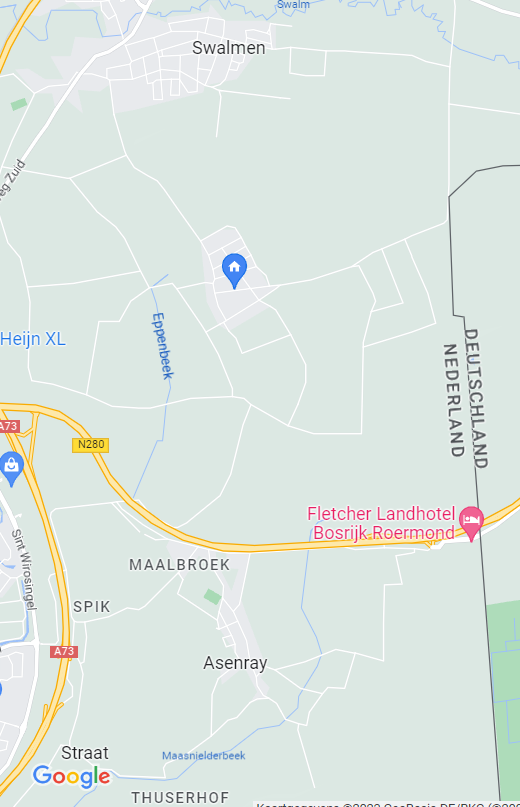 Swalm
Swalmen
eg Zuid
Eppenbeek
Heijn XL
DEUTSCHLAND
NEDERLAND
A73
N280
Fletcher Landhotel
Bosrijk Roermond
Sint Wirosingel
MAALBROEK
SPIK
A73
Asenray
Straat
Maasnielderbeek
Google
THUSERHOF